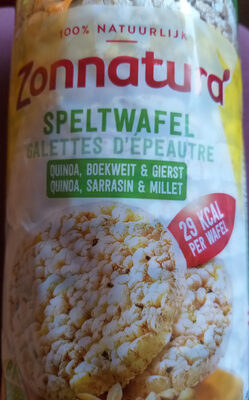 100% NATUURLIJK
Zonnatura
SPELTWAFEL
GALETTES D'ÉPEAUTRE
QUINOA, BOEKWEIT & GIERST
QUINOA, SARRASIN & MILLET
29 KCAL
PER WAFEL